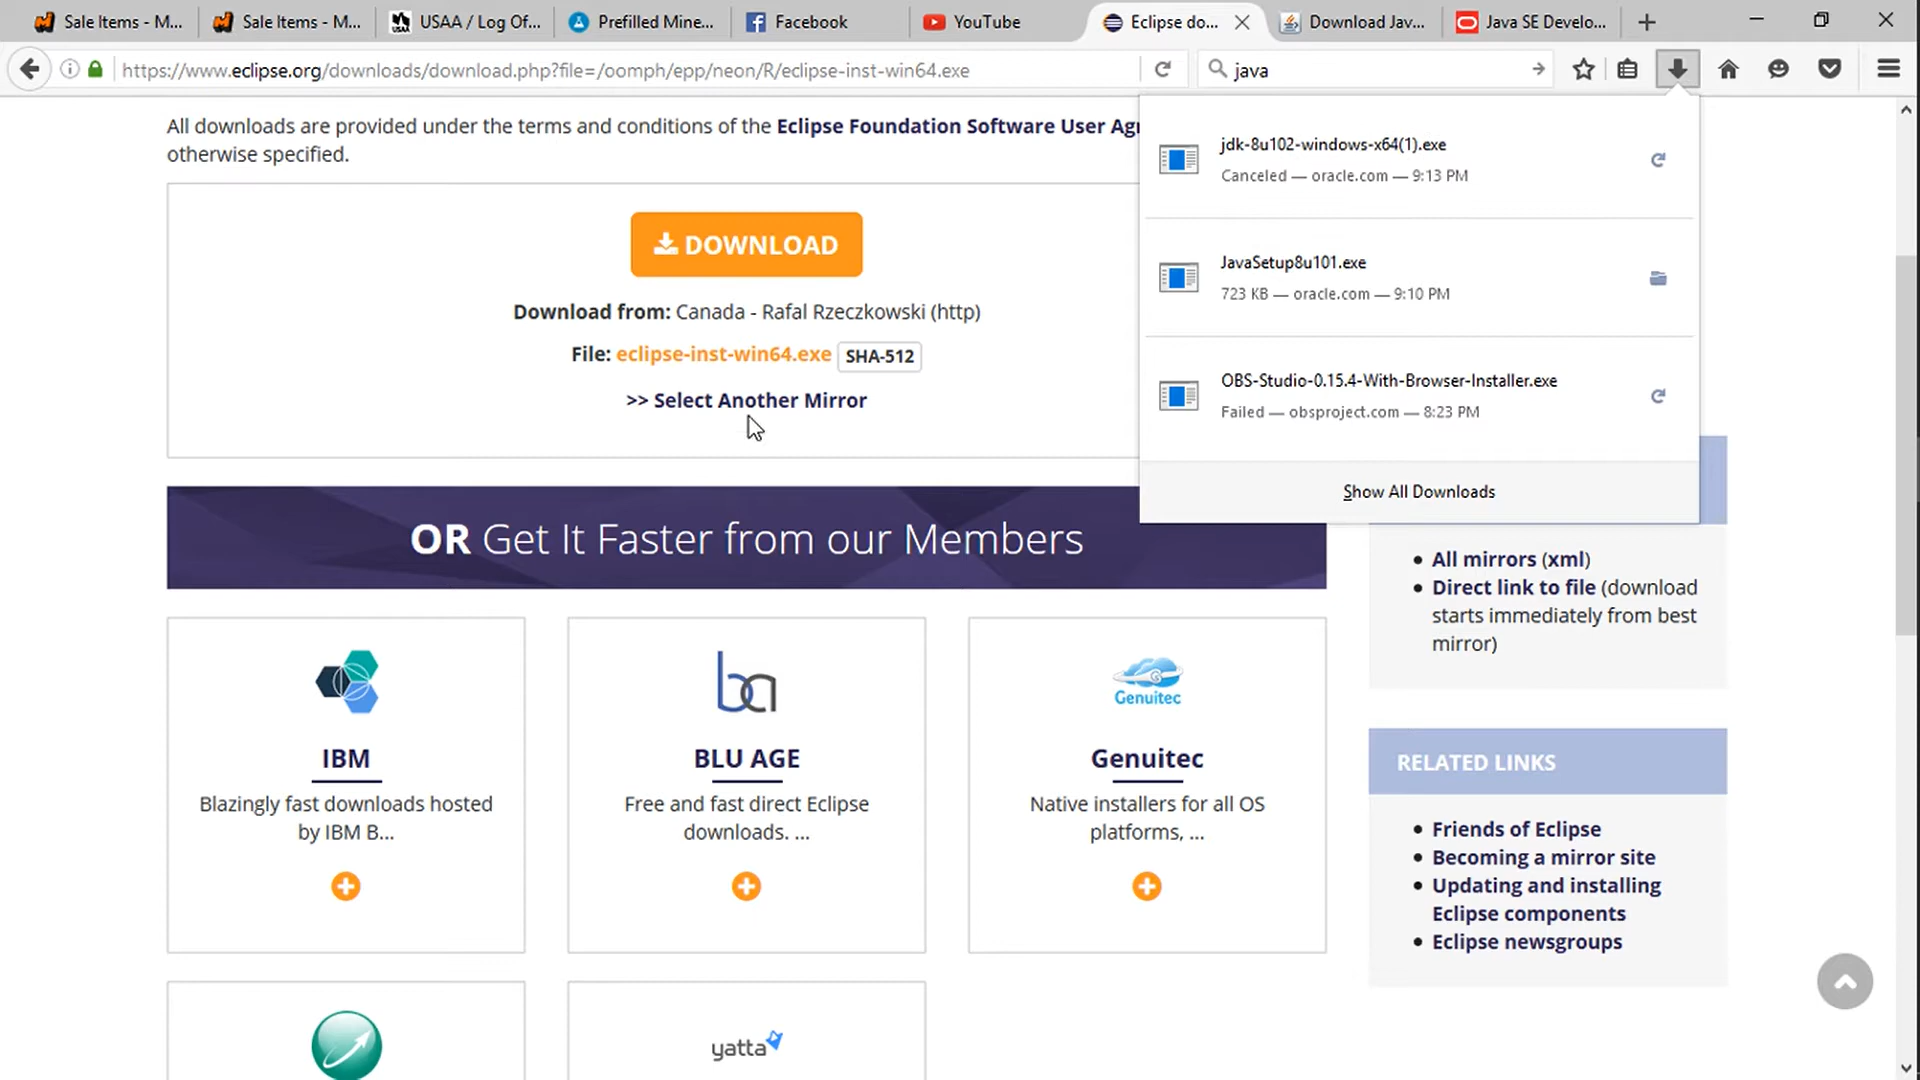 Sale Items - M...
Sale Items - M...
USAA / Log Of...
Prefilled Mine...
Facebook
YouTube
Eclipse do...
Download Jav...
Java SE Develo...
https://www.eclipse.org/downloads/download.php?file=/oomph/epp/neon/R/eclipse-inst-win64.exe
java
All downloads are provided under the terms and conditions of the Eclipse Foundation Software User Agr
otherwise specified.
DOWNLOAD
Download from: Canada - Rafal Rzeczkowski (http)
File: eclipse-inst-win64.exe SHA-512
>> Select Another Mirror
jdk-8u102-windows-x64(1).exe
Canceled — oracle.com — 9:13 PM
JavaSetup8u101.exe
723 KB — oracle.com — 9:10 PM
OBS-Studio-0.15.4-With-Browser-Installer.exe
Failed — obsproject.com — 8:23 PM
Show All Downloads
OR Get It Faster from our Members
All mirrors (xml)
Direct link to file (download
starts immediately from best
mirror)
IBM
Blazingly fast downloads hosted
by IBM B...
ba
BLU AGE
Free and fast direct Eclipse
downloads. ...
Genuitec
Genuitec
Native installers for all OS
platforms, ...
RELATED LINKS
Friends of Eclipse
Becoming a mirror site
Updating and installing
Eclipse components
Eclipse newsgroups
yatta